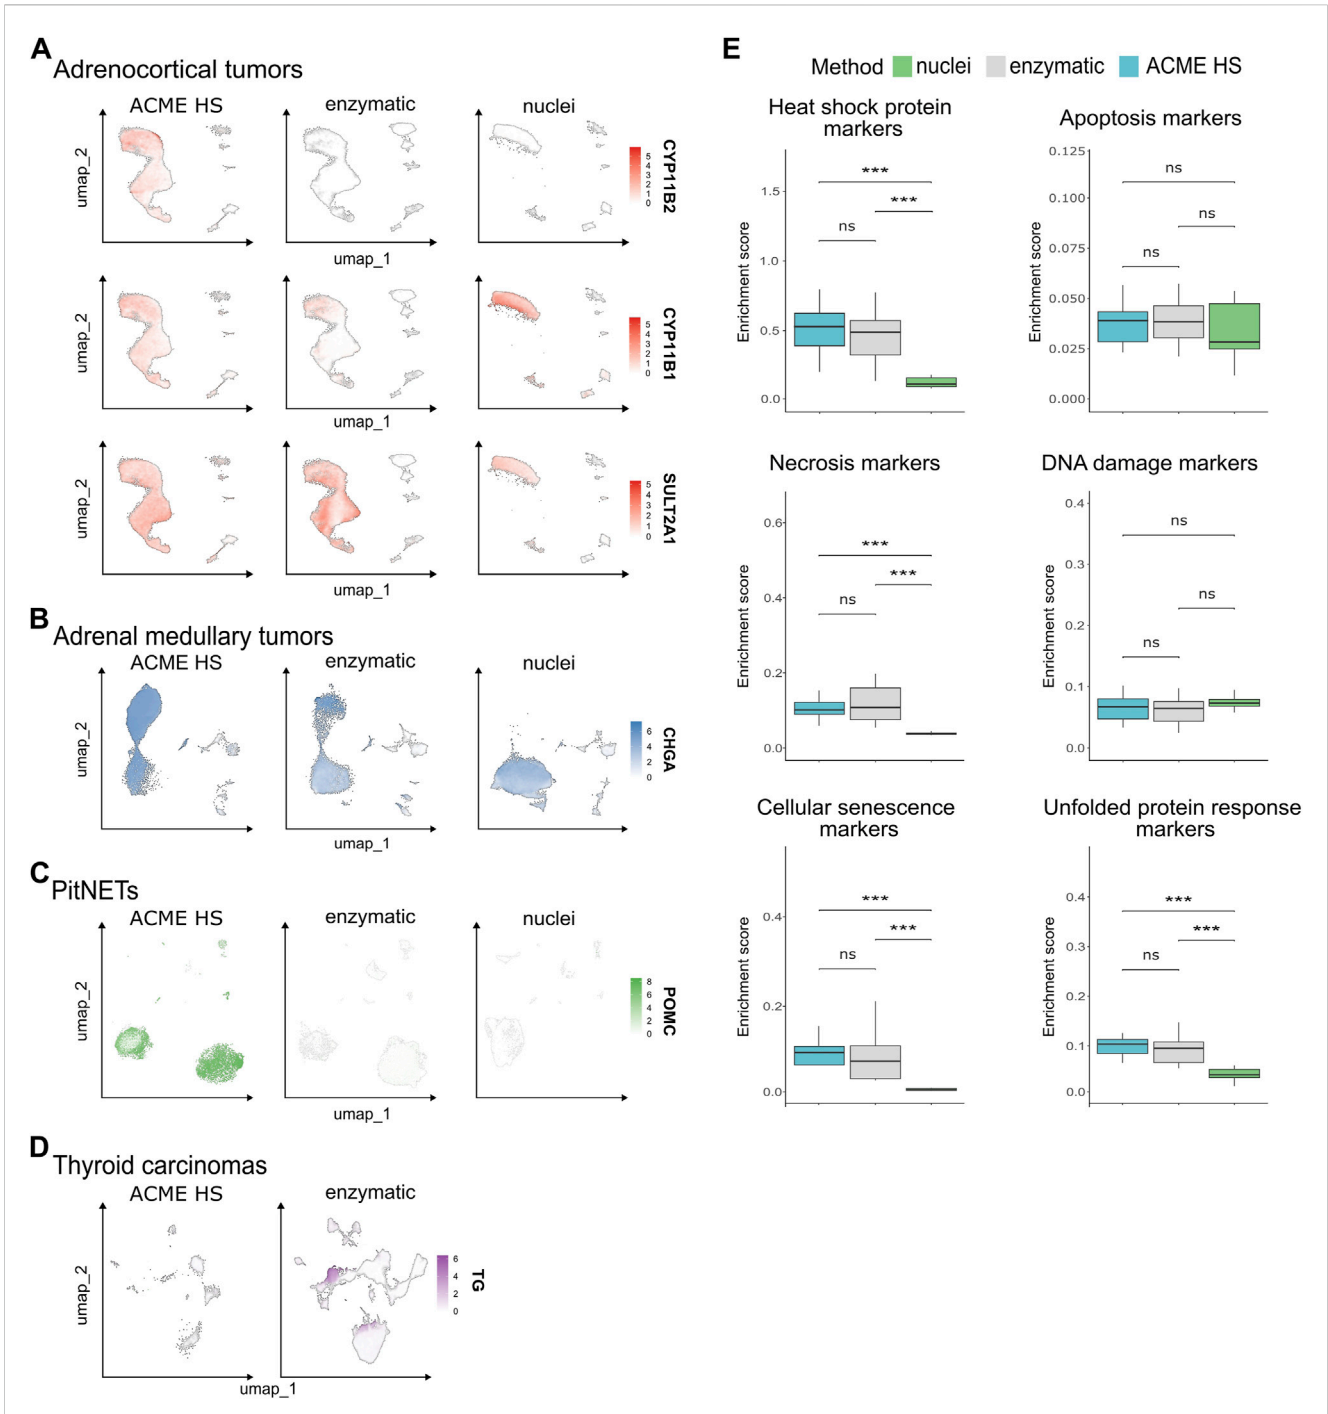 A
Adrenocortical tumors
ACME HS enzymatic nuclei
umap_2
5
4
3
2
1
0
CYP11B2
umap_1
umap_2
5
4
3
2
1
0
CYP11B1
umap_1
umap_2
5
4
3
2
1
0
SULT2A1
umap_1
B
Adrenal medullary tumors
ACME HS enzymatic nuclei
umap_2
6
4
2
0
CHGA
umap_1
C
PitNETs
ACME HS enzymatic nuclei
umap_2
8
6
4
2
0
POMC
umap_1
D
Thyroid carcinomas
ACME HS enzymatic
umap_2
6
4
2
0
TG
umap_1
E
Method nuclei enzymatic ACME HS
Heat shock protein
markers
Enrichment score
1.5
1.0
0.5
0.0
***
***
ns
Apoptosis markers
Enrichment score
0.125
0.100
0.075
0.050
0.025
0.000
ns
ns
ns
Necrosis markers
Enrichment score
0.6
0.4
0.2
0.0
***
***
ns
DNA damage markers
Enrichment score
0.4
0.3
0.2
0.1
0.0
ns
ns
ns
Cellular senescence
markers
Enrichment score
0.4
0.2
0.0
***
***
ns
Unfolded protein response
markers
Enrichment score
0.4
0.3
0.2
0.1
0.0
***
***
ns